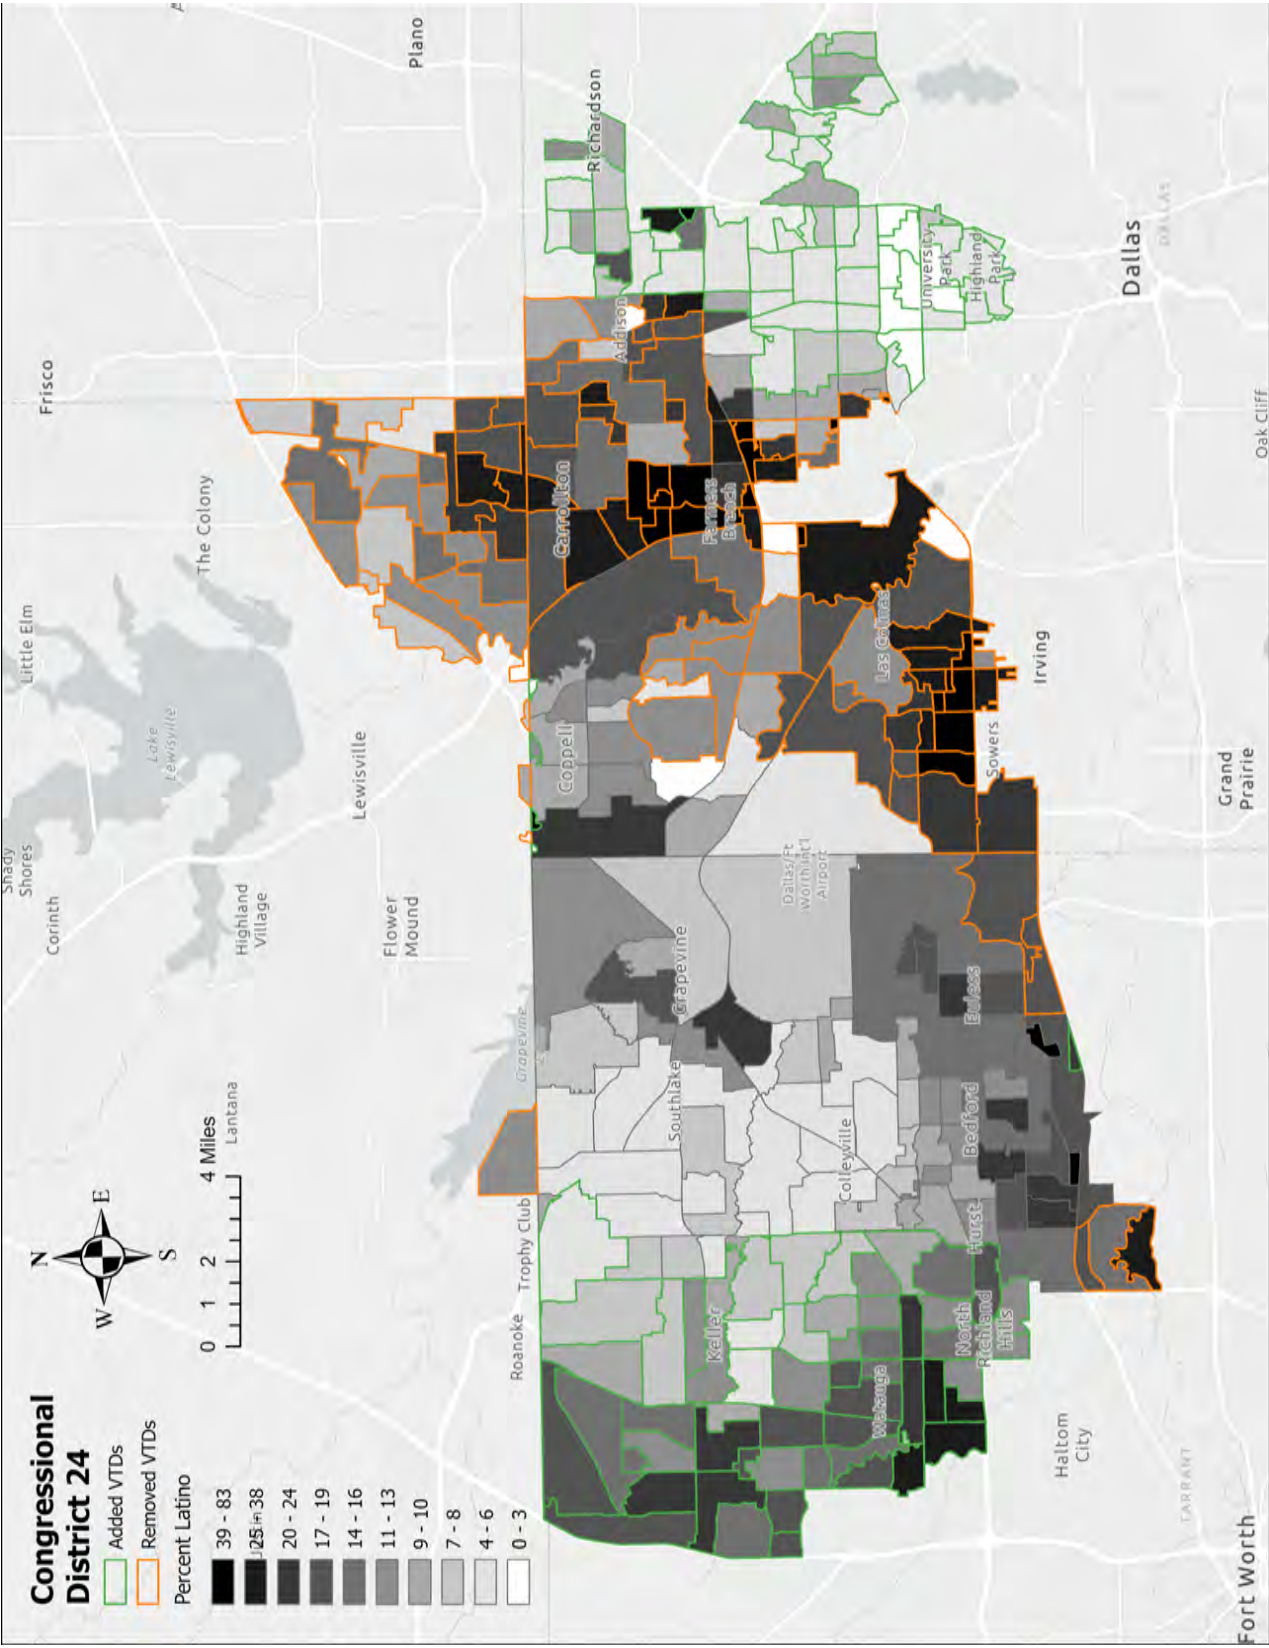 Congressional
District 24
Added VTDs
Removed VTDs
Percent Latino
39 - 83
25 - 38
20 - 24
17 - 19
14 - 16
11 - 13
9 - 10
7 - 8
4 - 6
0 - 3
N
W
E
S
0
1
2
4 Miles
Lantana
Corinth
Shady
Shores
Little Elm
Lake
Lewisville
The Colony
Frisco
Plano
Highland
Village
Lewisville
Flower
Mound
Grapevine
Roanoke
Trophy Club
Southlake
Grapevine
Coppell
Carrollton
Addison
Richardson
Keller
Colleyville
Dallas/Ft
Worth Int'l
Airport
Farmers
Branch
Las Colinas
University
Park
Highland
Park
Watauga
North
Richland
Hills
Hurst
Bedford
Euless
Sowers
Irving
Dallas
DALLAS
Haltom
City
TARRANT
Fort Worth
Grand
Prairie
Oak Cliff